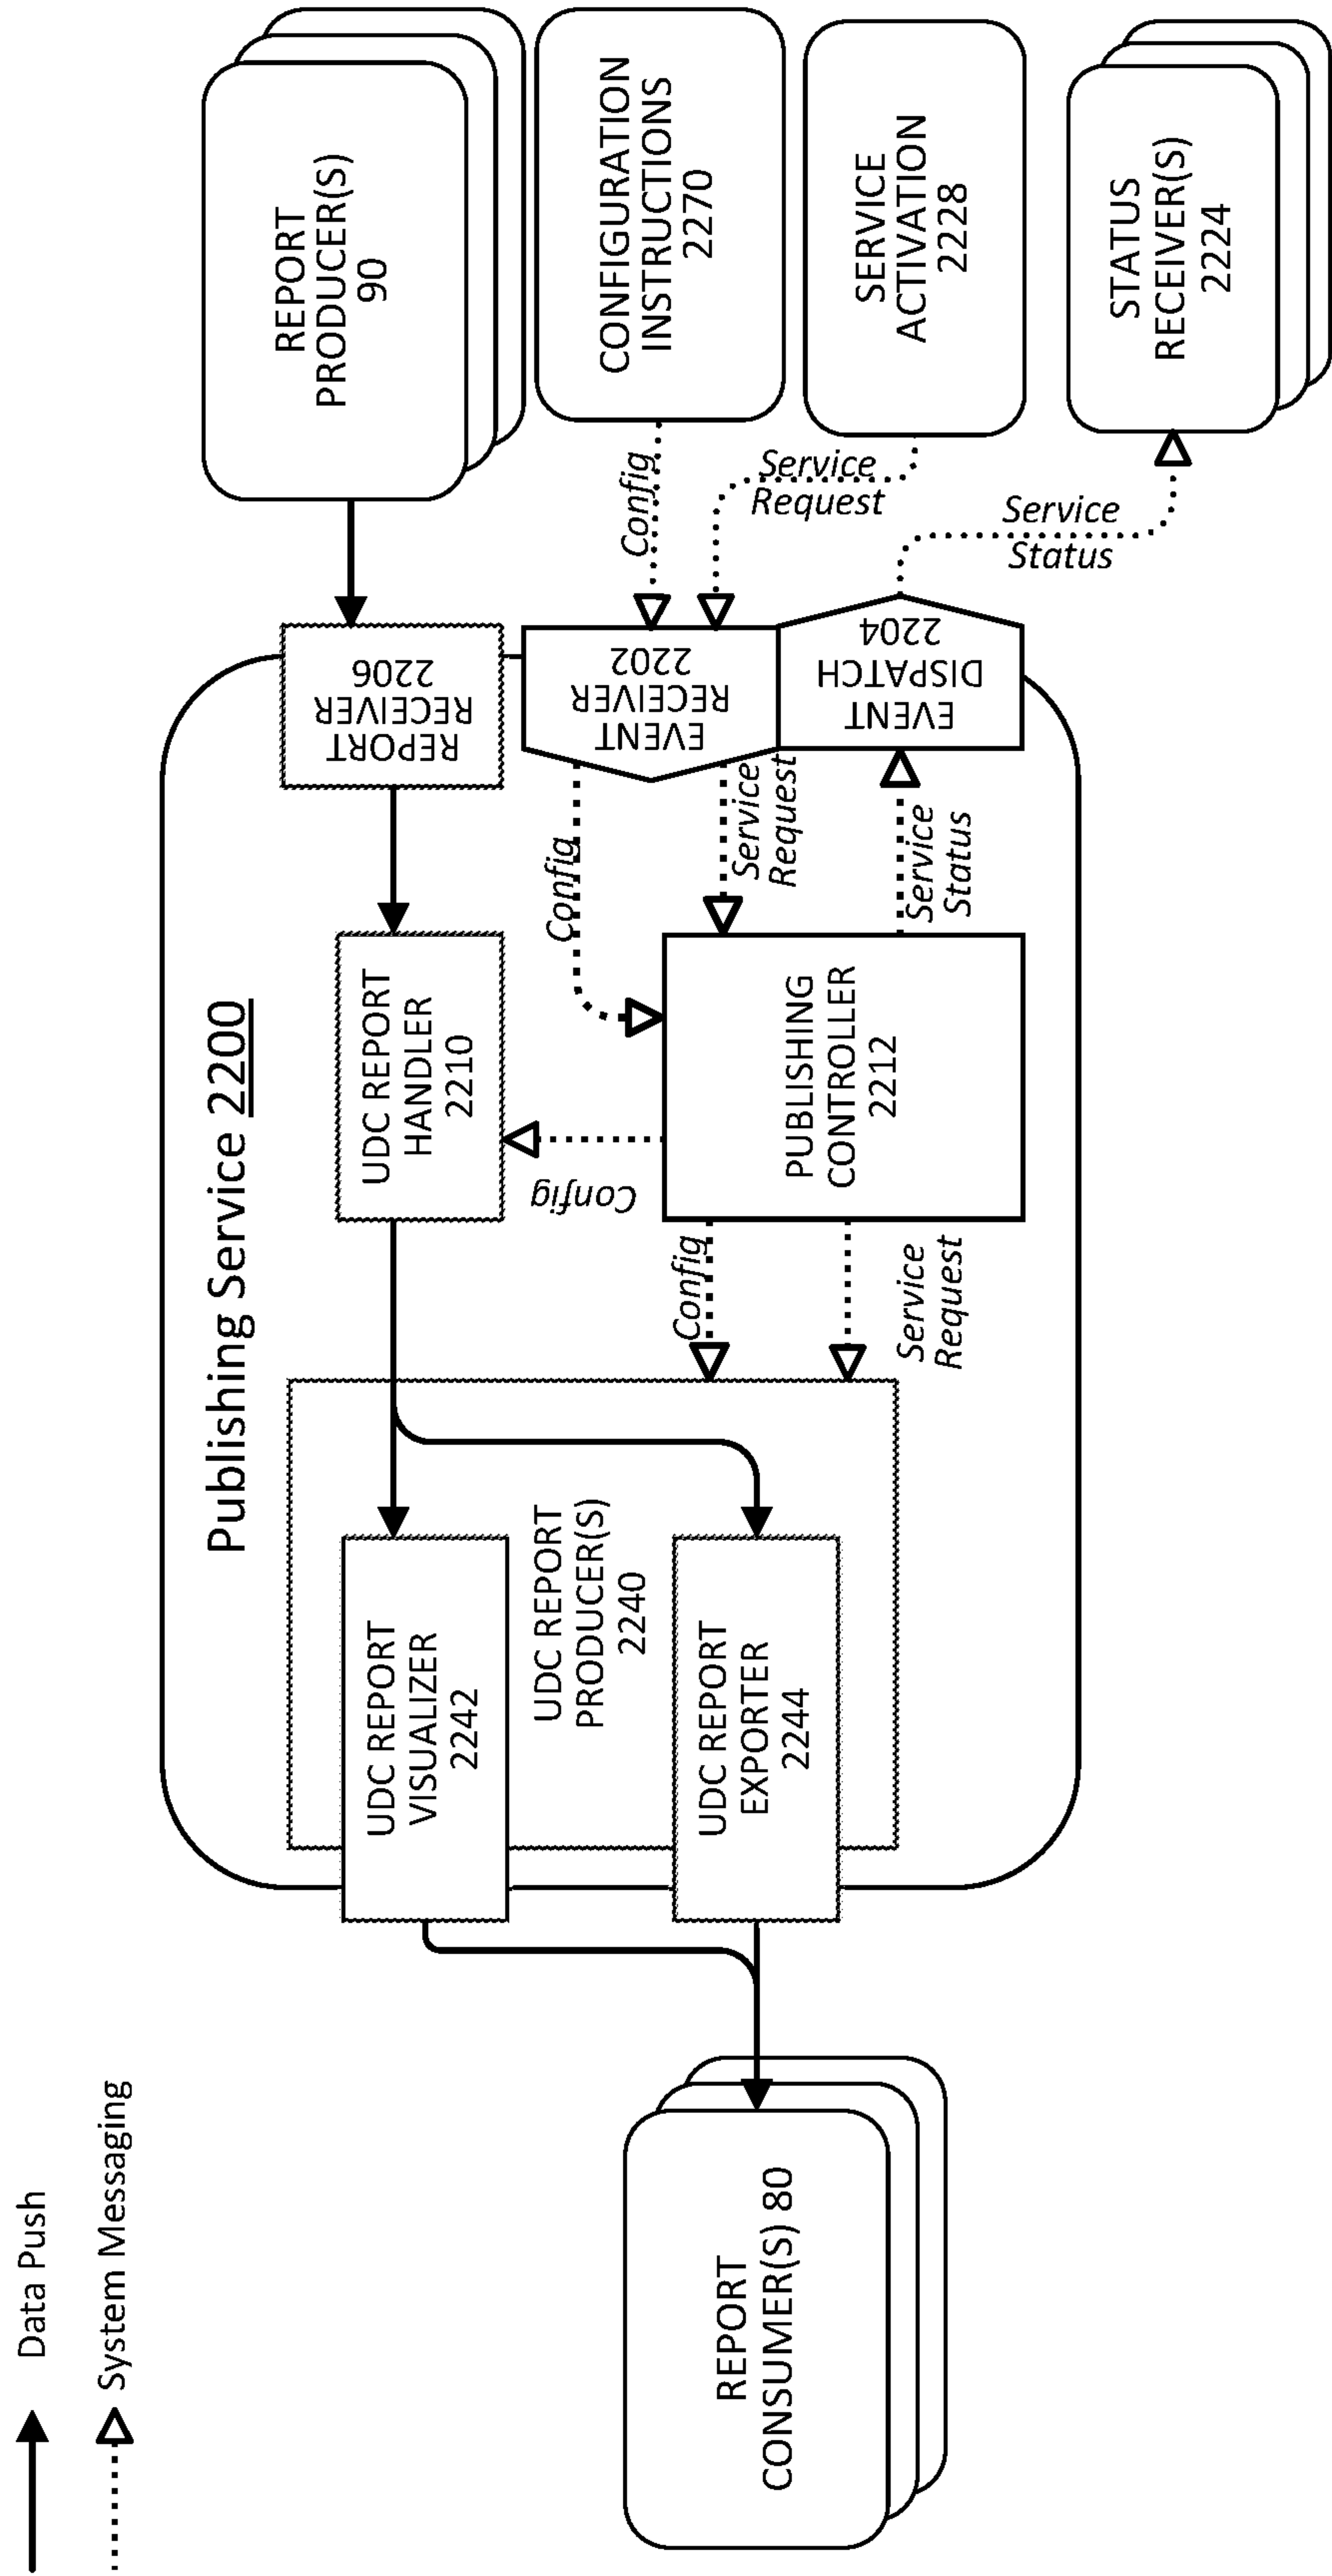 Data Push
System Messaging
Publishing Service 2200
REPORT
CONSUMER(S) 80
UDC REPORT
VISUALIZER
2242
UDC REPORT
PRODUCER(S)
2240
UDC REPORT
EXPORTER
2244
UDC REPORT
HANDLER
2210
Config
Config
Service
Request
PUBLISHING
CONTROLLER
2212
Config
Service
Request
Service
Status
REPORT
RECEIVER
2206
EVENT
RECEIVER
2202
EVENT
DISPATCH
2204
Config
Service
Request
Service
Status
REPORT
PRODUCER(S)
90
CONFIGURATION
INSTRUCTIONS
2270
SERVICE
ACTIVATION
2228
STATUS
RECEIVER(S)
2224